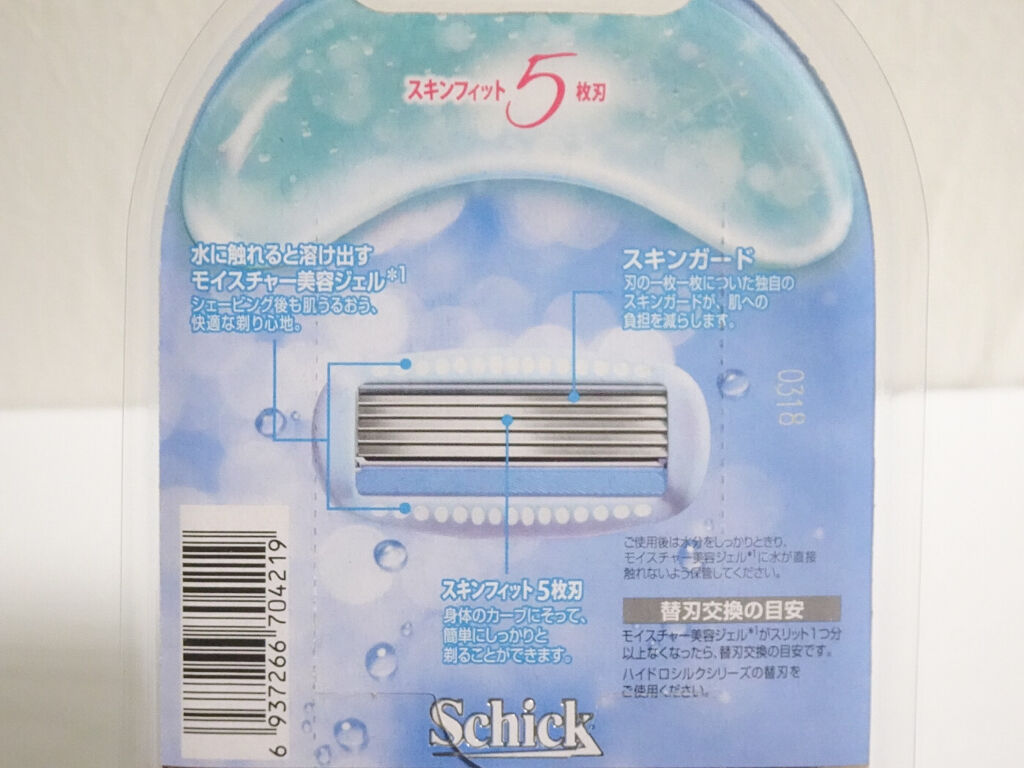 スキンフィット5枚刃
水に触れると溶け出す
モイスチャー美容ジェル*1
シェービング後も肌うるおう、
快適な剃り心地。
スキンガード
刃の一枚一枚についた独自の
スキンガードが、肌への
負担を減らします。
0318
スキンフィット5枚刃
身体のカーブにそって、
簡単にしっかりと
剃ることができます。
ご使用後は水分をしっかりときり、
モイスチャー美容ジェル*1に水が直接
触れないよう保管してください。
替刃交換の目安
モイスチャー美容ジェル*1がスリット1つ分
以上なくなったら、替刃交換の目安です。
ハイドロシルクシリーズの替刃を
ご使用ください。
6 937266 704219
Schick